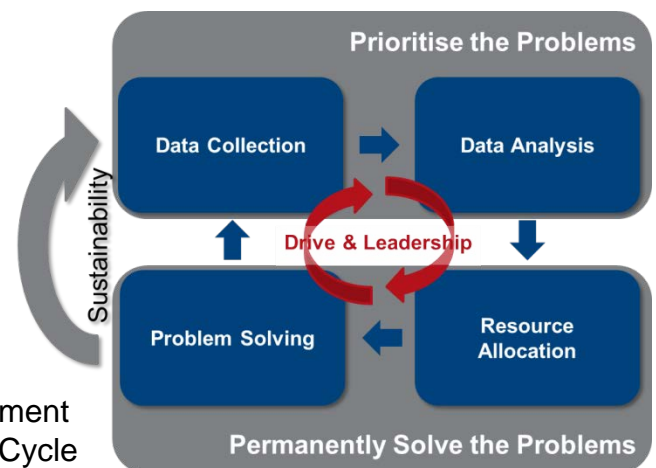 Prioritise the Problems
Data Collection
Data Analysis
Sustainability
Drive & Leadership
Problem Solving
Resource
Allocation
ment
Cycle
Permanently Solve the Problems